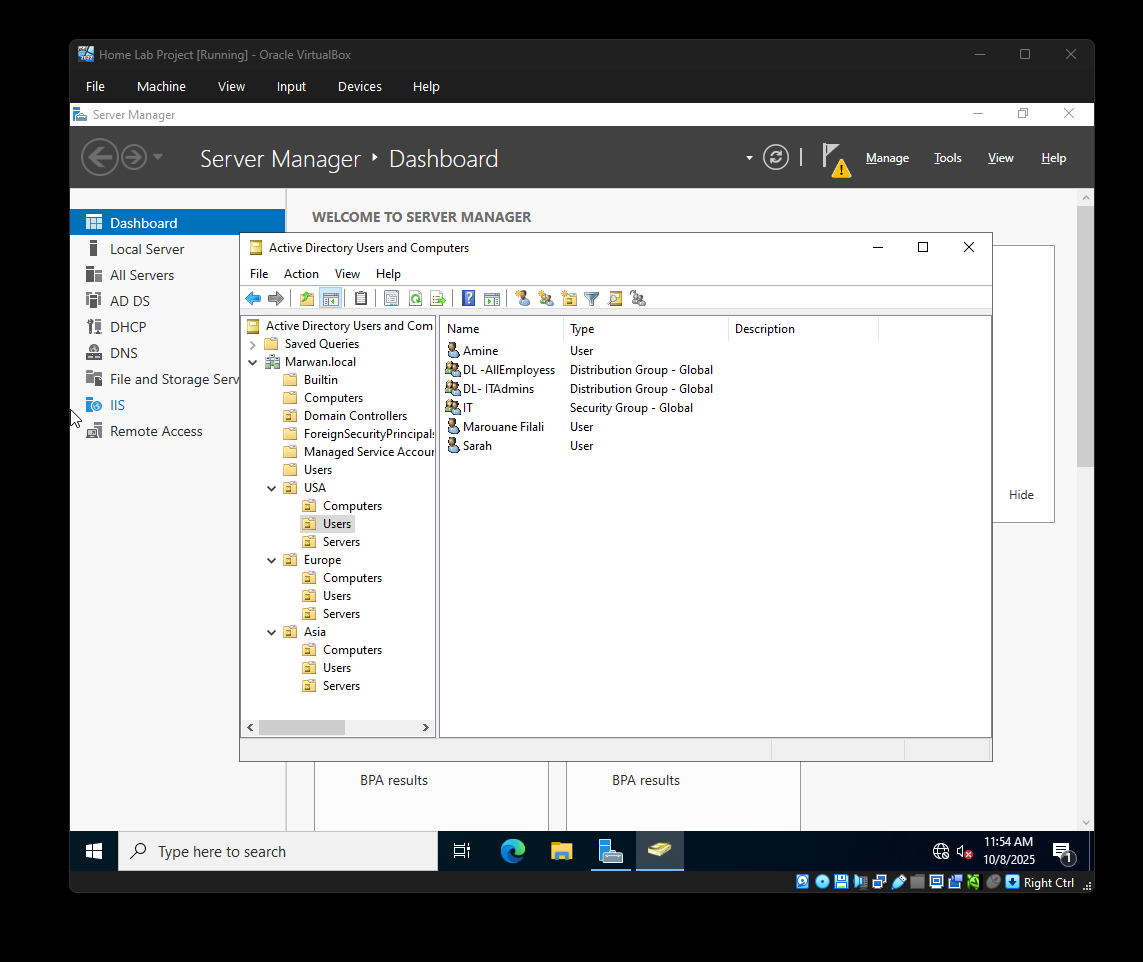 Home Lab Project [Running] - Oracle VirtualBox
File Machine View Input Devices Help
Server Manager
Server Manager Dashboard Manage Tools View Help
WELCOME TO SERVER MANAGER
Dashboard
Local Server
All Servers
AD DS
DHCP
DNS
File and Storage Serv
IIS
Remote Access
Active Directory Users and Computers
File Action View Help
Active Directory Users and Com
Saved Queries
Marwan.local
Builtin
Computers
Domain Controllers
ForeignSecurityPrincipals
Managed Service Accour
Users
USA
Computers
Users
Servers
Europe
Computers
Users
Servers
Asia
Computers
Users
Servers
Name Type Description
Amine User
DL -AllEmployess Distribution Group - Global
DL- ITAdmins Distribution Group - Global
IT Security Group - Global
Marouane Filali User
Sarah User
Hide
BPA results BPA results
Type here to search
11:54 AM
10/8/2025
1
Right Ctrl